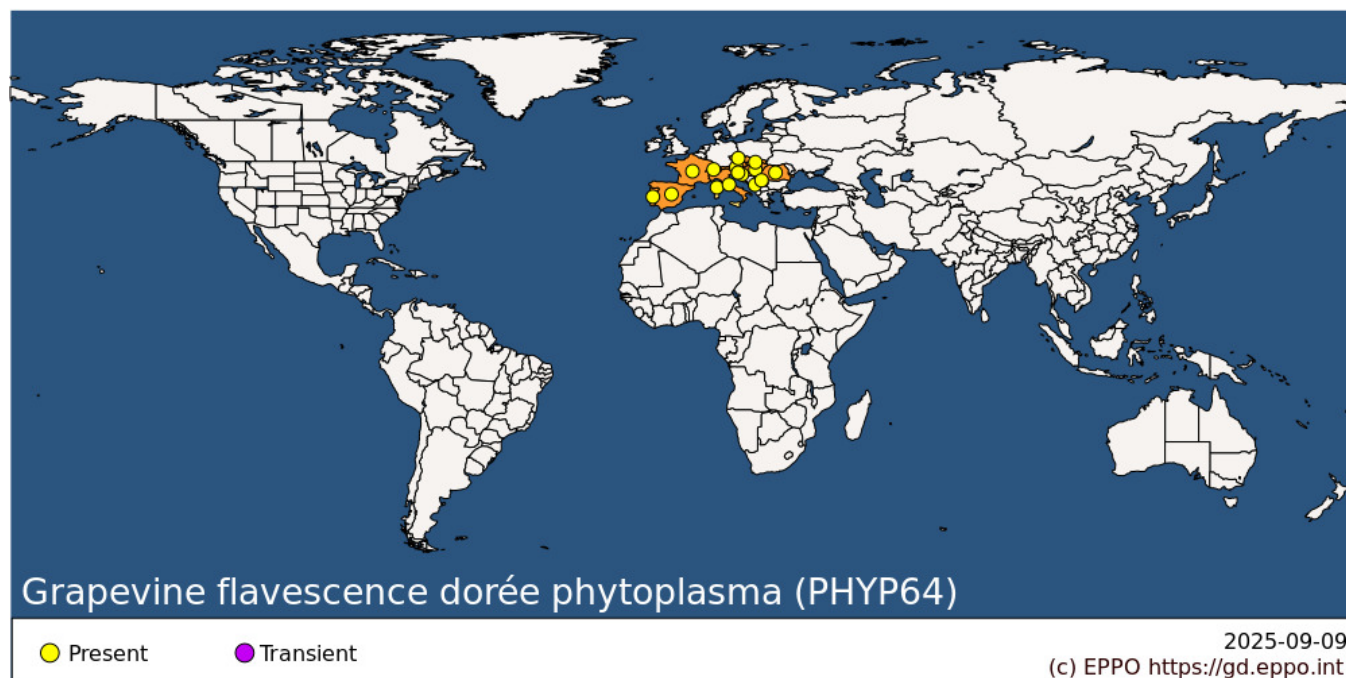 Grapevine flavescence dorée phytoplasma (PHYP64)
Present
Transient
2025-09-09
(c) EPPO https://gd.eppo.int